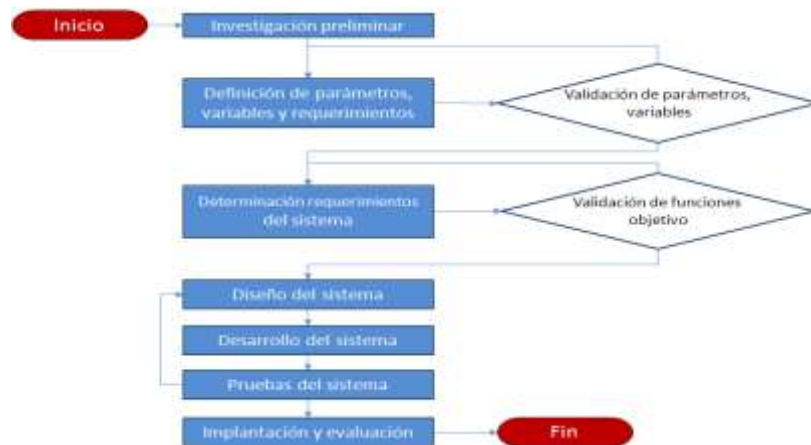 Inicio
Investigación preliminar
Definición de parámetros,
variables y requerimientos
Validación de parámetros,
variables
Determinación requerimientos
del sistema
Validación de funciones
objetivo
Diseño del sistema
Desarrollo del sistema
Pruebas del sistema
Implantación y evaluación
Fin